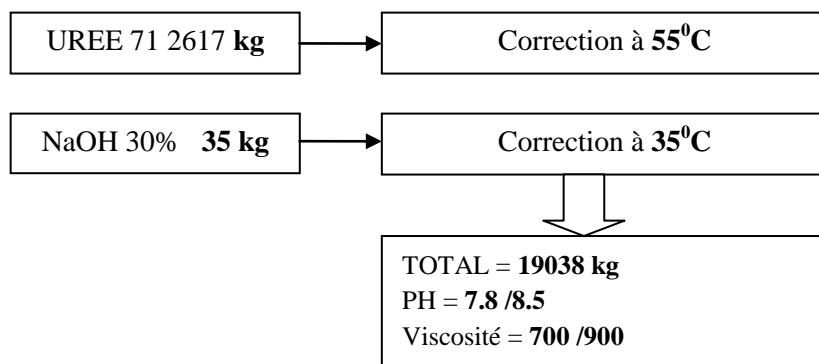 UREE 71 2617 kg
Correction à 55⁰C
NaOH 30% 35 kg
Correction à 35⁰C
TOTAL = 19038 kg
PH = 7.8 /8.5
Viscosité = 700 /900